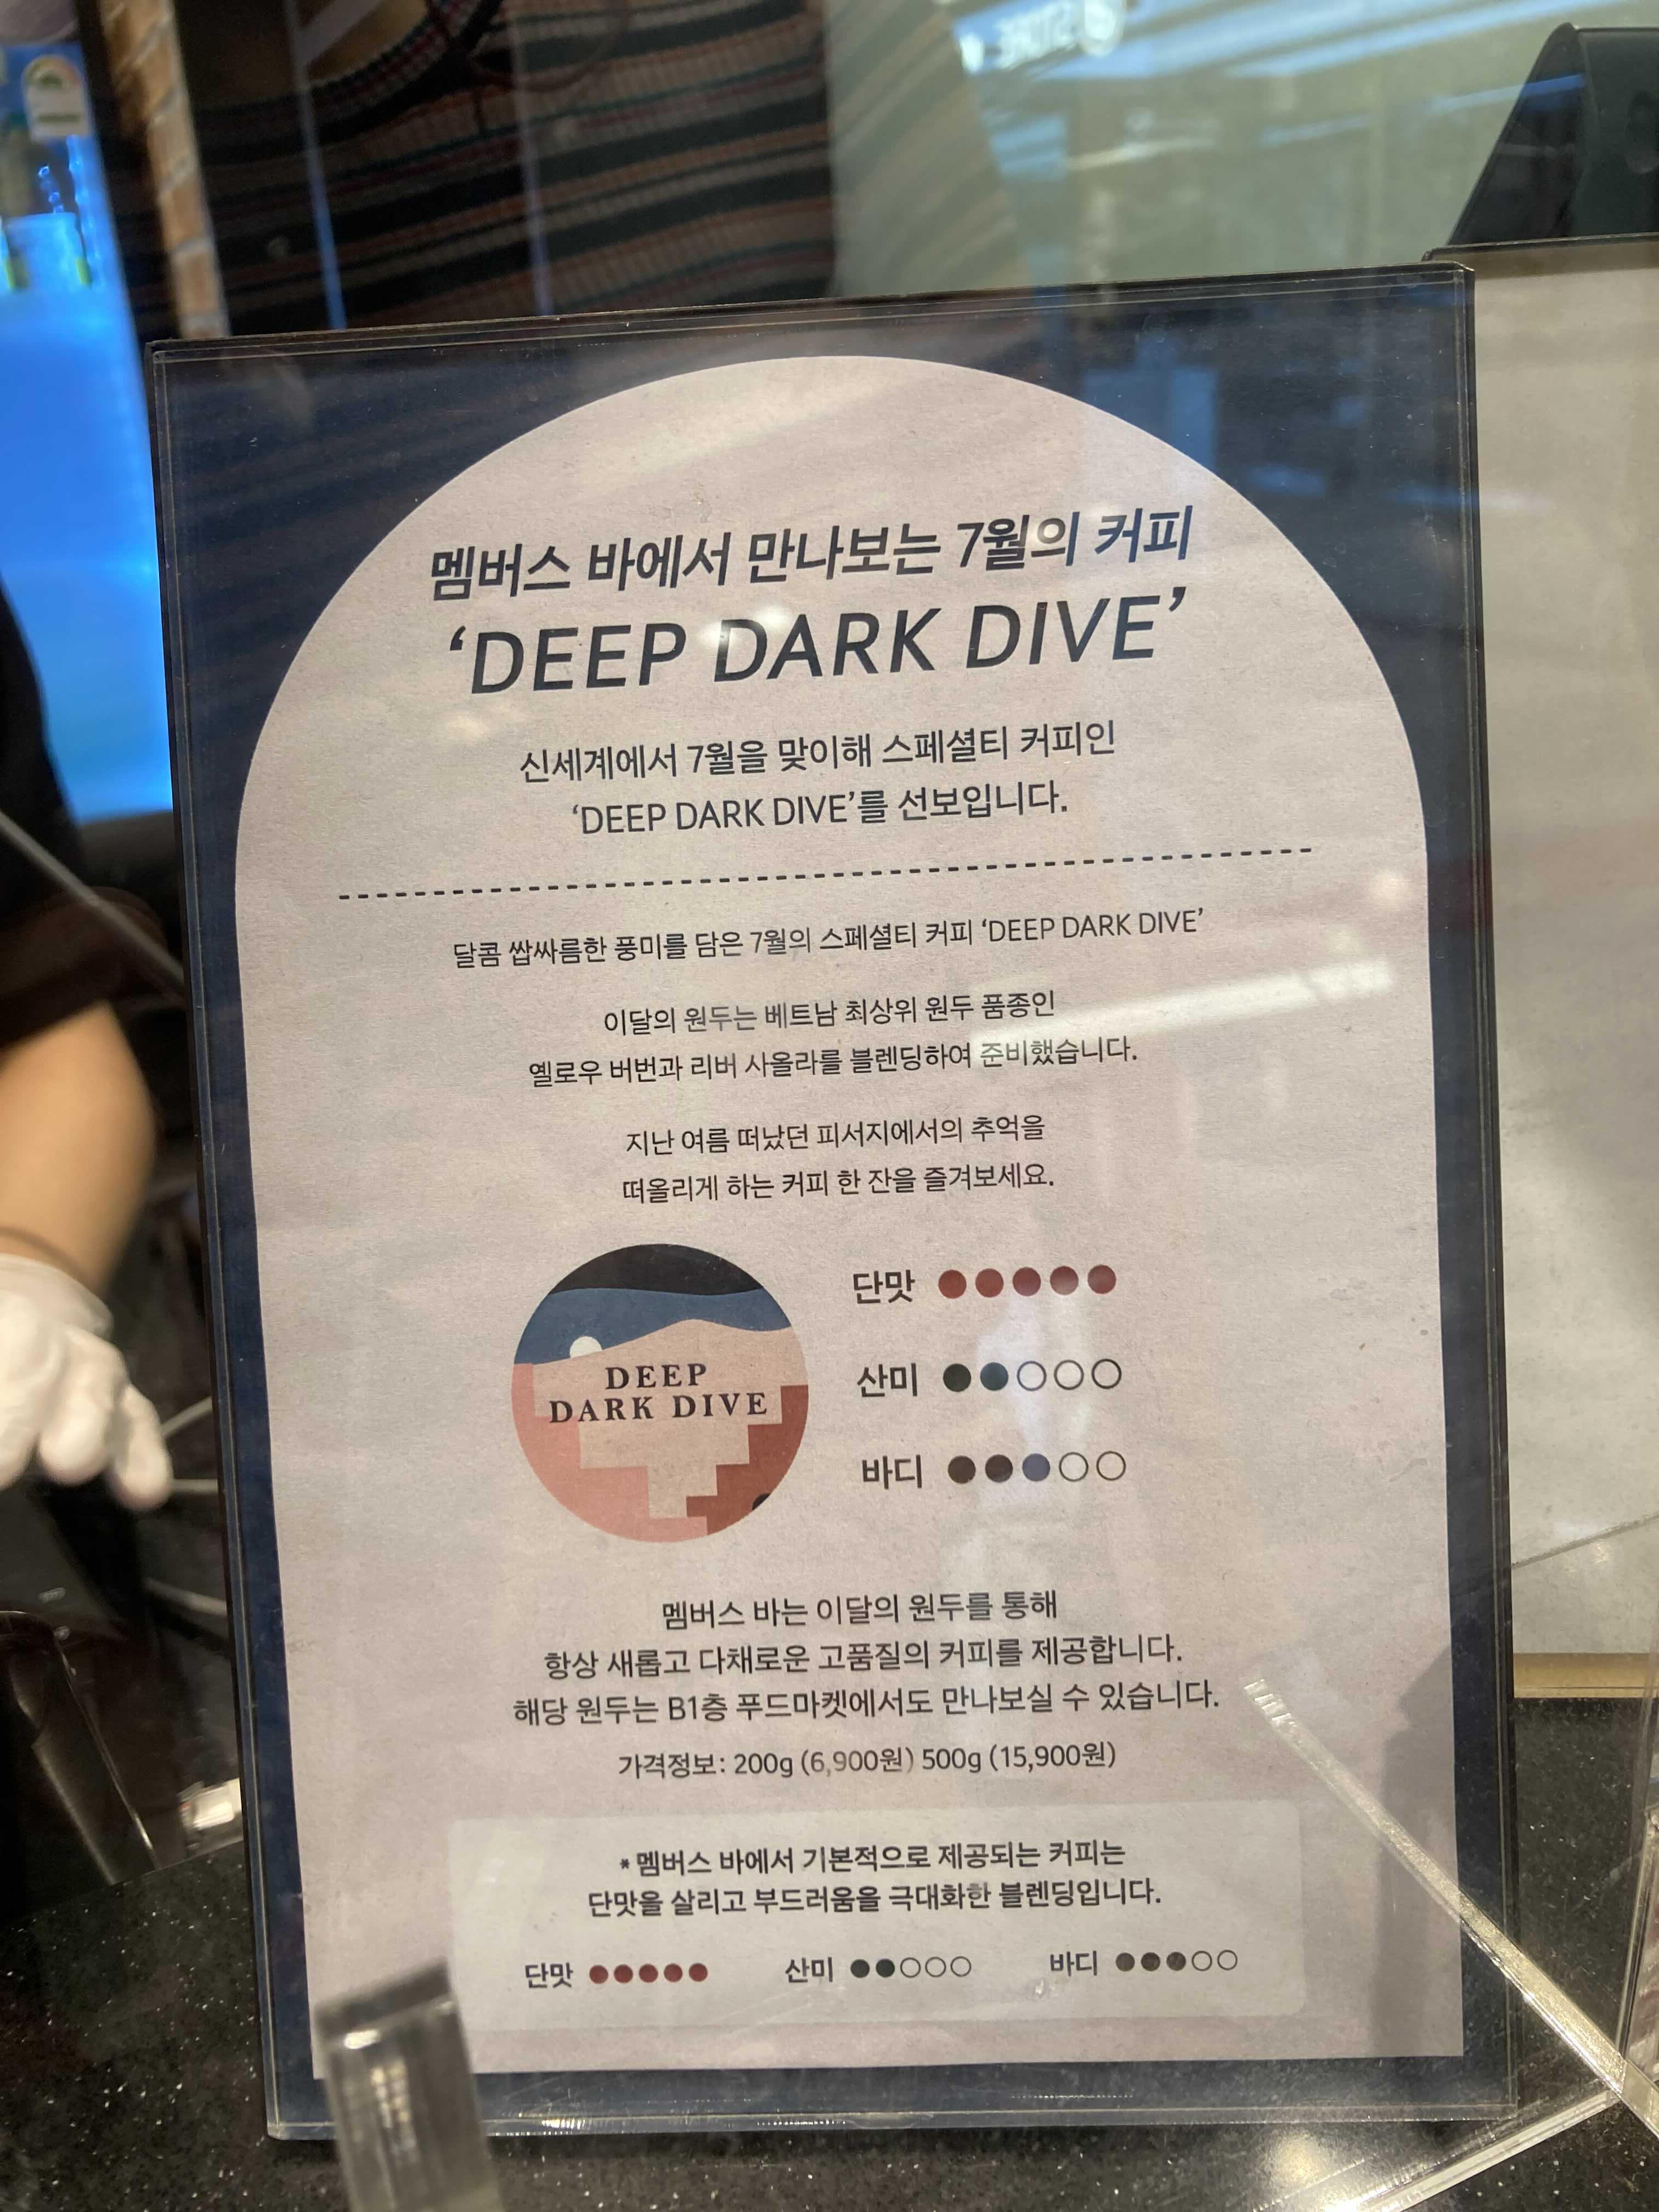 멤버스 바에서 만나보는 7월의 커피
‘DEEP DARK DIVE’
신세계에서 7월을 맞이해 스페셜티 커피인
‘DEEP DARK DIVE’를 선보입니다.
달콤 쌉싸름한 풍미를 담은 7월의 스페셜티 커피 ‘DEEP DARK DIVE’
이달의 원두는 베트남 최상위 원두 품종인
옐로우 버번과 리버 사올라를 블렌딩하여 준비했습니다.
지난 여름 떠났던 피서지에서의 추억을
떠올리게 하는 커피 한 잔을 즐겨보세요.
DEEP
DARK DIVE
단맛
산미
바디
멤버스 바는 이달의 원두를 통해
항상 새롭고 다채로운 고품질의 커피를 제공합니다.
해당 원두는 B1층 푸드마켓에서도 만나보실 수 있습니다.
가격정보: 200g (6,900원) 500g (15,900원)
*멤버스 바에서 기본적으로 제공되는 커피는
단맛을 살리고 부드러움을 극대화한 블렌딩입니다.
단맛 산미 바디